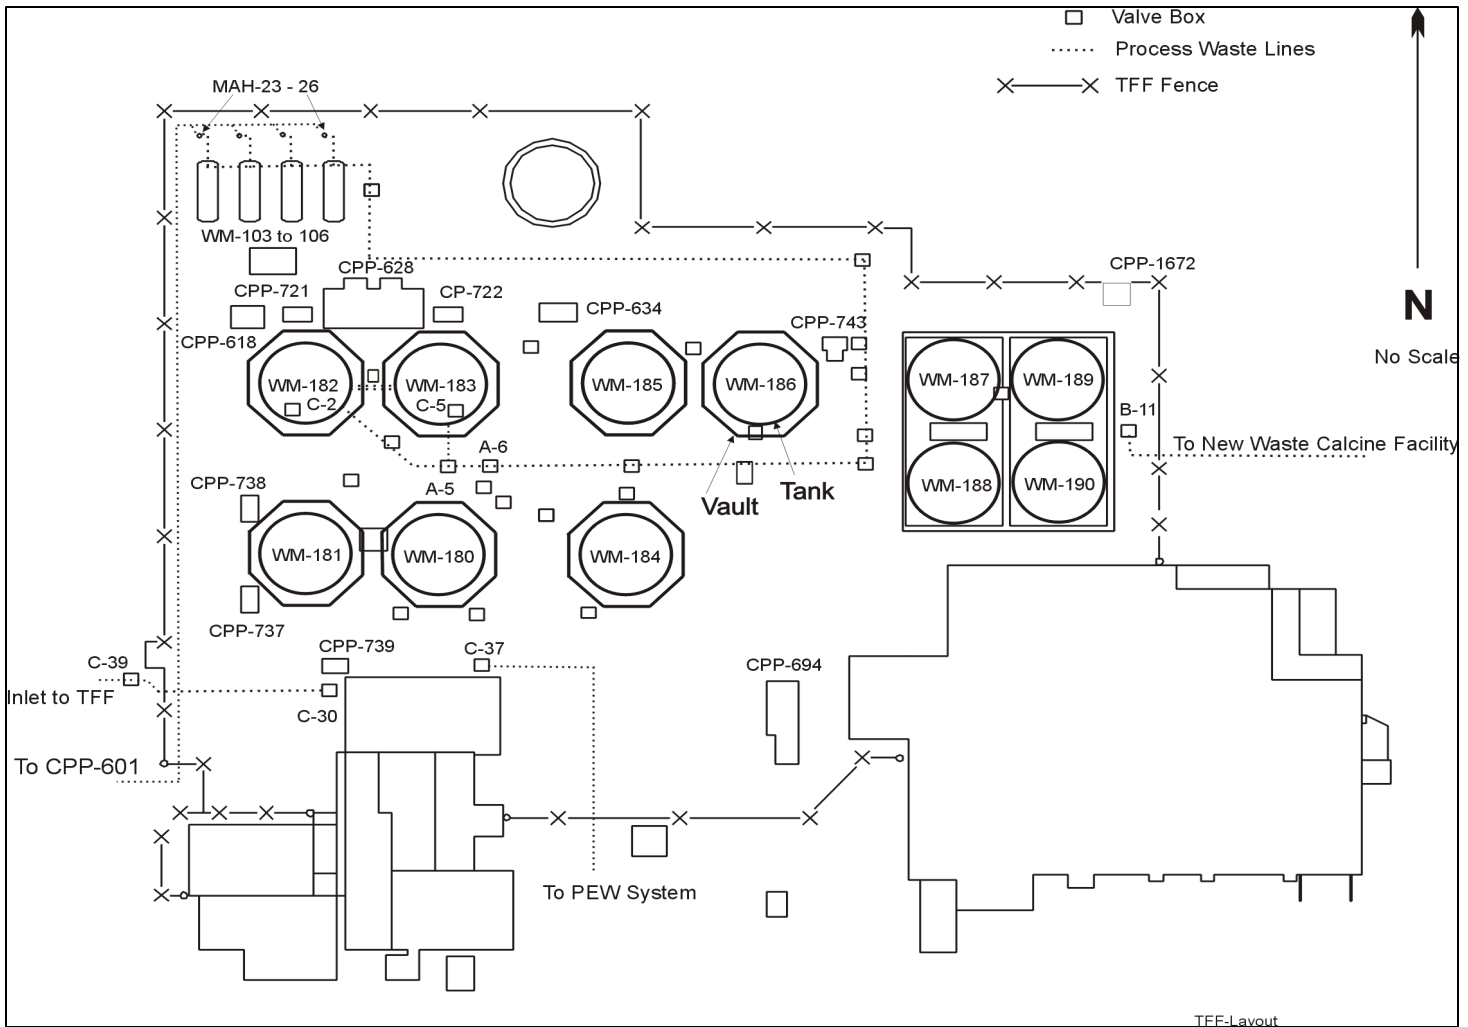 Valve Box
Process Waste Lines
TFF Fence
MAH-23 - 26
WM-103 to 106
CPP-628
CPP-1672
N
CPP-721
CP-722
CPP-634
CPP-743
CPP-618
No Scale
WM-182
WM-183
WM-185
WM-186
WM-187
WM-189
C-2
C-5
B-11
A-6
To New Waste Calcine Facility
CPP-738
A-5
Vault
Tank
WM-188
WM-190
WM-181
WM-180
WM-184
CPP-737
CPP-739
C-37
C-39
CPP-694
Inlet to TFF
C-30
To CPP-601
To PEW System
TFF-Layout